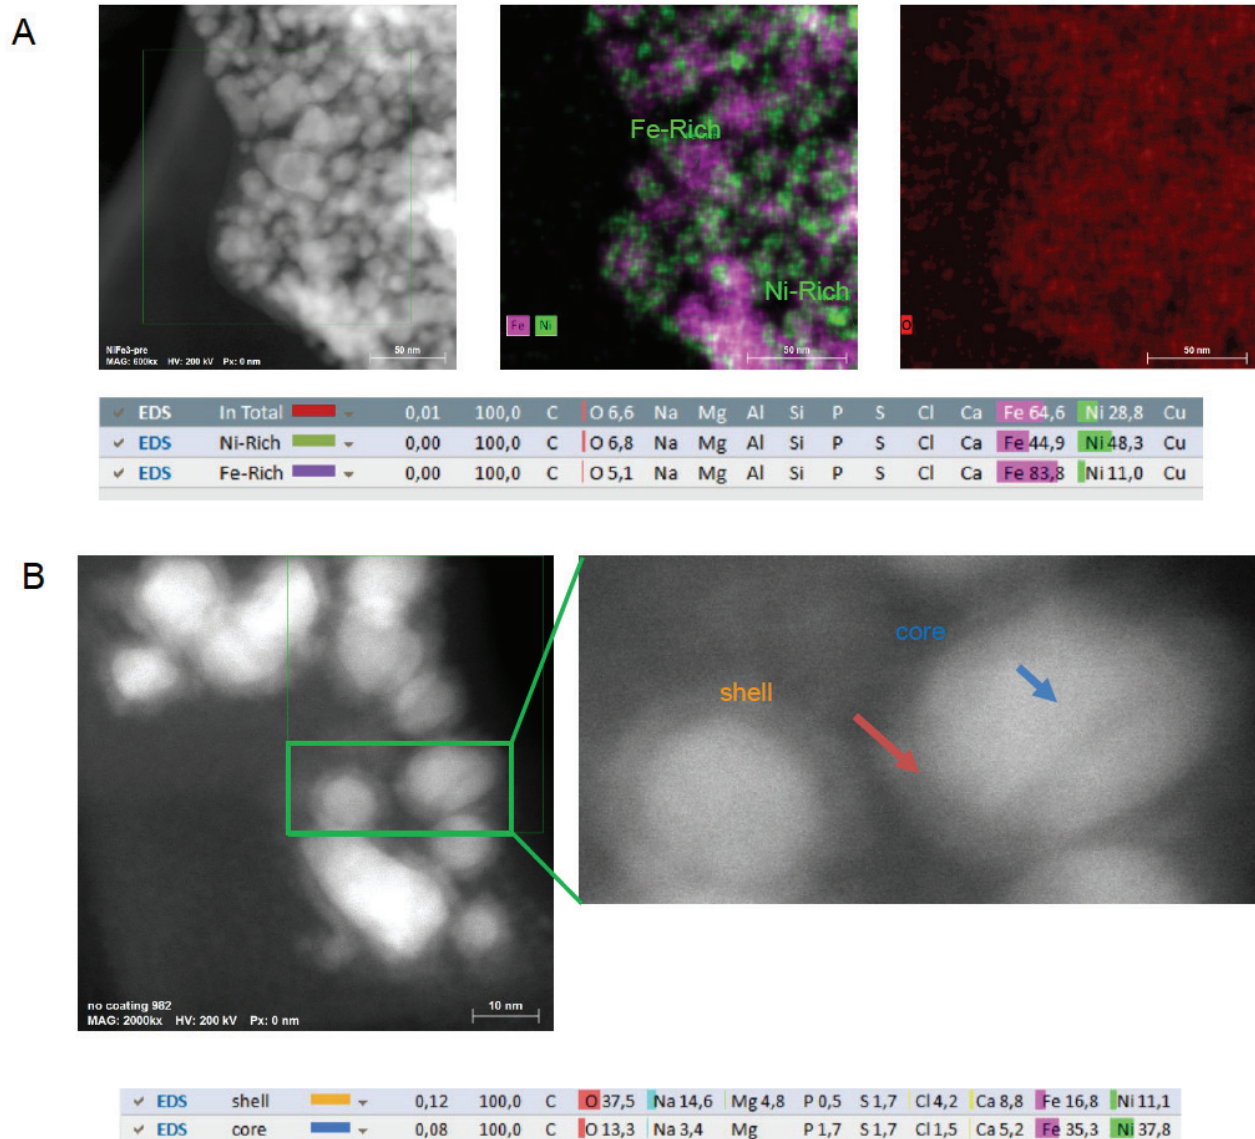 A
NiFe3-pre
MAG: 600kx HV: 200 kV Px: 0 nm
50 nm
Fe-Rich
Ni-Rich
Fe Ni
50 nm
O
50 nm
EDS In Total 0,01 100,0 C O 6,6 Na Mg Al Si P S Cl Ca Fe 64,6 Ni 28,8 Cu
EDS Ni-Rich 0,00 100,0 C O 6,8 Na Mg Al Si P S Cl Ca Fe 44,9 Ni 48,3 Cu
EDS Fe-Rich 0,00 100,0 C O 5,1 Na Mg Al Si P S Cl Ca Fe 83,8 Ni 11,0 Cu
B
no coating 982
MAG: 2000kx HV: 200 kV Px: 0 nm
10 nm
core
shell
EDS shell 0,12 100,0 C O 37,5 Na 14,6 Mg 4,8 P 0,5 S 1,7 Cl 4,2 Ca 8,8 Fe 16,8 Ni 11,1
EDS core 0,08 100,0 C O 13,3 Na 3,4 Mg P 1,7 S 1,7 Cl 1,5 Ca 5,2 Fe 35,3 Ni 37,8